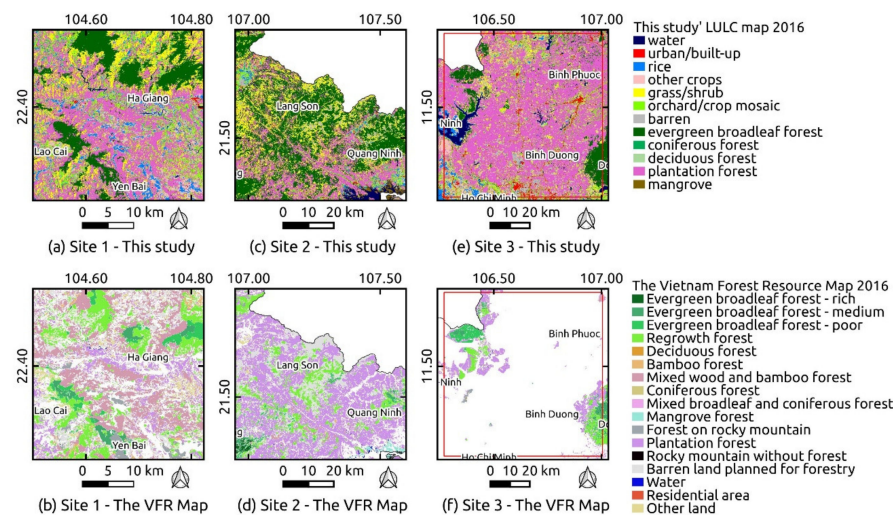 104.60 104.80
107.00 107.50
106.50 107.00
22.40
Ha Giang
Lao Cai
Yen Bai
21.50
Lang Son
Quang Ninh
g
11.50
Binh Phuoc
Ninh
Binh Duong
Do
Ho Chi Minh
0 5 10 km
0 10 20 km
0 10 20 km
(a) Site 1 - This study
(c) Site 2 - This study
(e) Site 3 - This study
This study' LULC map 2016
water
urban/built-up
rice
other crops
grass/shrub
orchard/crop mosaic
barren
evergreen broadleaf forest
coniferous forest
deciduous forest
plantation forest
mangrove
104.60 104.80
107.00 107.50
106.50 107.00
22.40
Ha Giang
Lao Cai
Yen Bai
21.50
Lang Son
Quang Ninh
g
11.50
Binh Phuoc
Ninh
Binh Duong
Do
Ho Chi Minh
0 5 10 km
0 10 20 km
0 10 20 km
(b) Site 1 - The VFR Map
(d) Site 2 - The VFR Map
(f) Site 3 - The VFR Map
The Vietnam Forest Resource Map 2016
Evergreen broadleaf forest - rich
Evergreen broadleaf forest - medium
Evergreen broadleaf forest - poor
Regrowth forest
Deciduous forest
Bamboo forest
Mixed wood and bamboo forest
Coniferous forest
Mixed broadleaf and coniferous forest
Mangrove forest
Forest on rocky mountain
Plantation forest
Rocky mountain without forest
Barren land planned for forestry
Water
Residential area
Other land